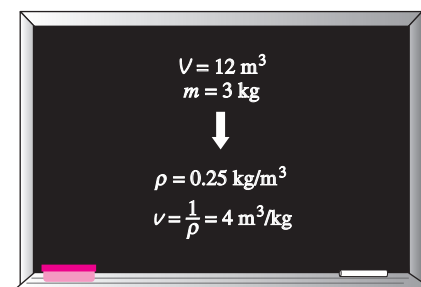 V = 12 m³
m = 3 kg
ρ = 0.25 kg/m³
v = 1/ρ = 4 m³/kg